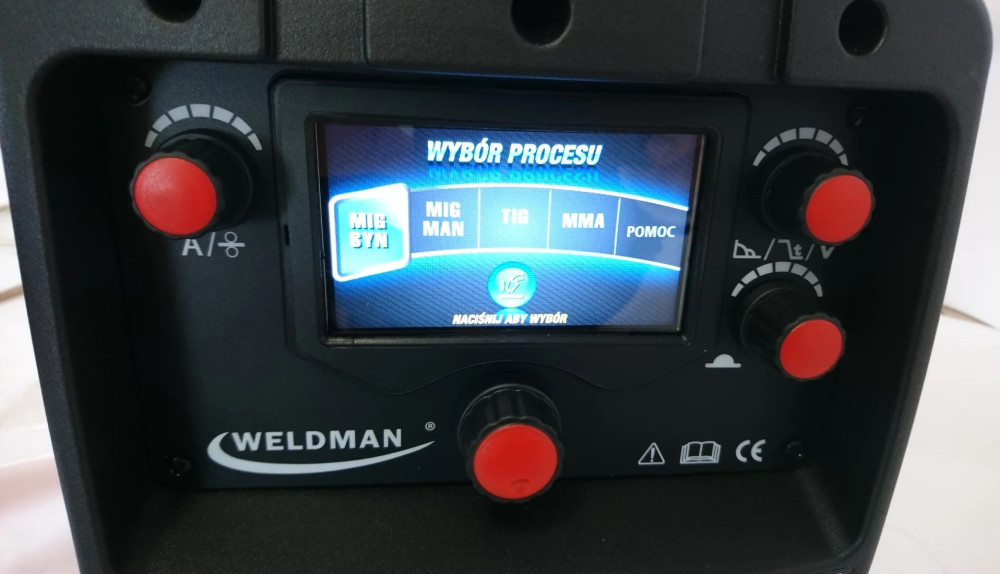 WYBÓR PROCESU
MIG SYN
MIG MAN
TIG
MMA
POMOC
NACIŚNIJ ABY WYBÓR
A/
/t/V
WELDMAN®
CE